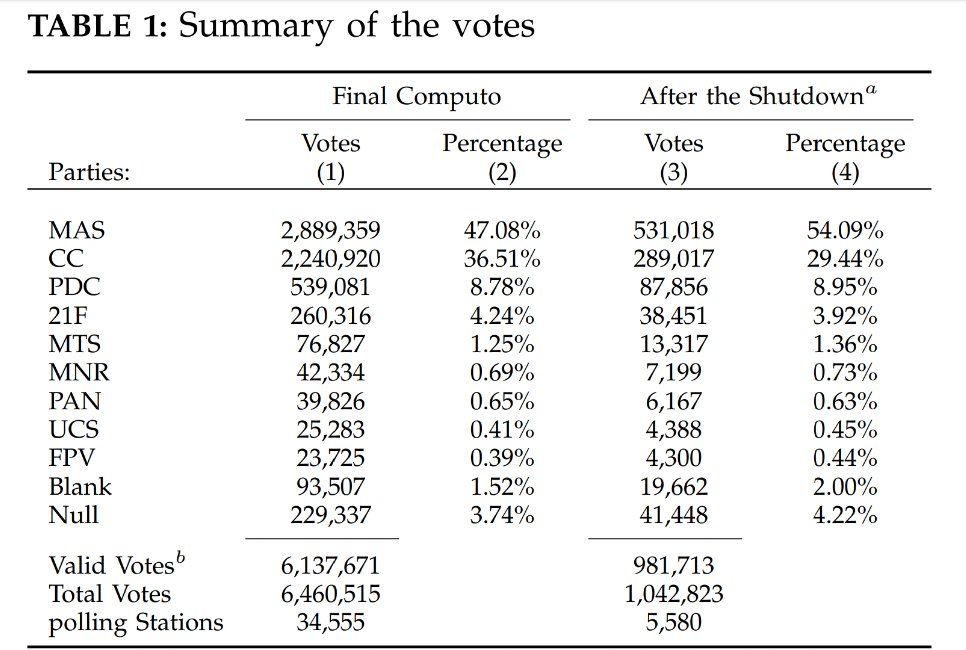 TABLE 1: Summary of the votes
Final Computo After the Shutdownᵃ
Votes Percentage Votes Percentage
Parties: (1) (2) (3) (4)
MAS 2,889,359 47.08% 531,018 54.09%
CC 2,240,920 36.51% 289,017 29.44%
PDC 539,081 8.78% 87,856 8.95%
21F 260,316 4.24% 38,451 3.92%
MTS 76,827 1.25% 13,317 1.36%
MNR 42,334 0.69% 7,199 0.73%
PAN 39,826 0.65% 6,167 0.63%
UCS 25,283 0.41% 4,388 0.45%
FPV 23,725 0.39% 4,300 0.44%
Blank 93,507 1.52% 19,662 2.00%
Null 229,337 3.74% 41,448 4.22%
Valid Votesᵇ 6,137,671 981,713
Total Votes 6,460,515 1,042,823
polling Stations 34,555 5,580